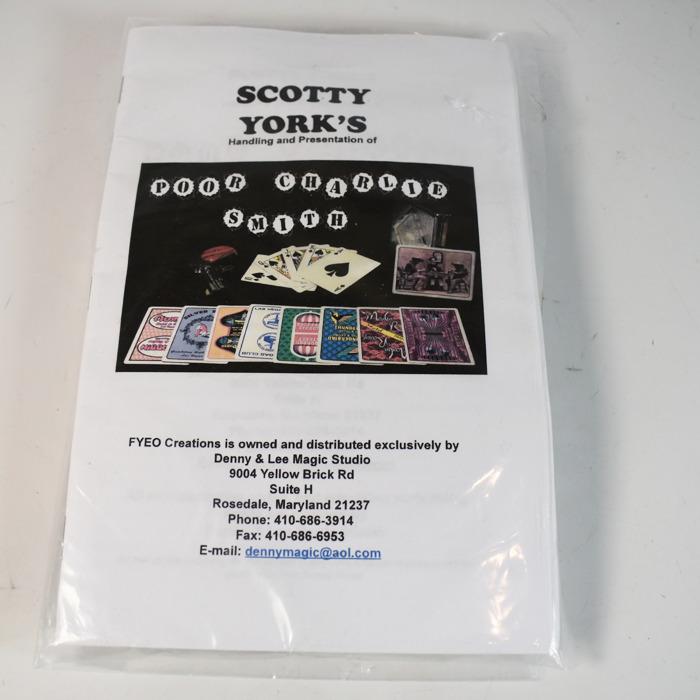 SCOTTY
YORK'S
Handling and Presentation of
POOR CHARLIE
SMITH
FYEO Creations is owned and distributed exclusively by
Denny & Lee Magic Studio
9004 Yellow Brick Rd
Suite H
Rosedale, Maryland 21237
Phone: 410-686-3914
Fax: 410-686-6953
E-mail: dennymagic@aol.com